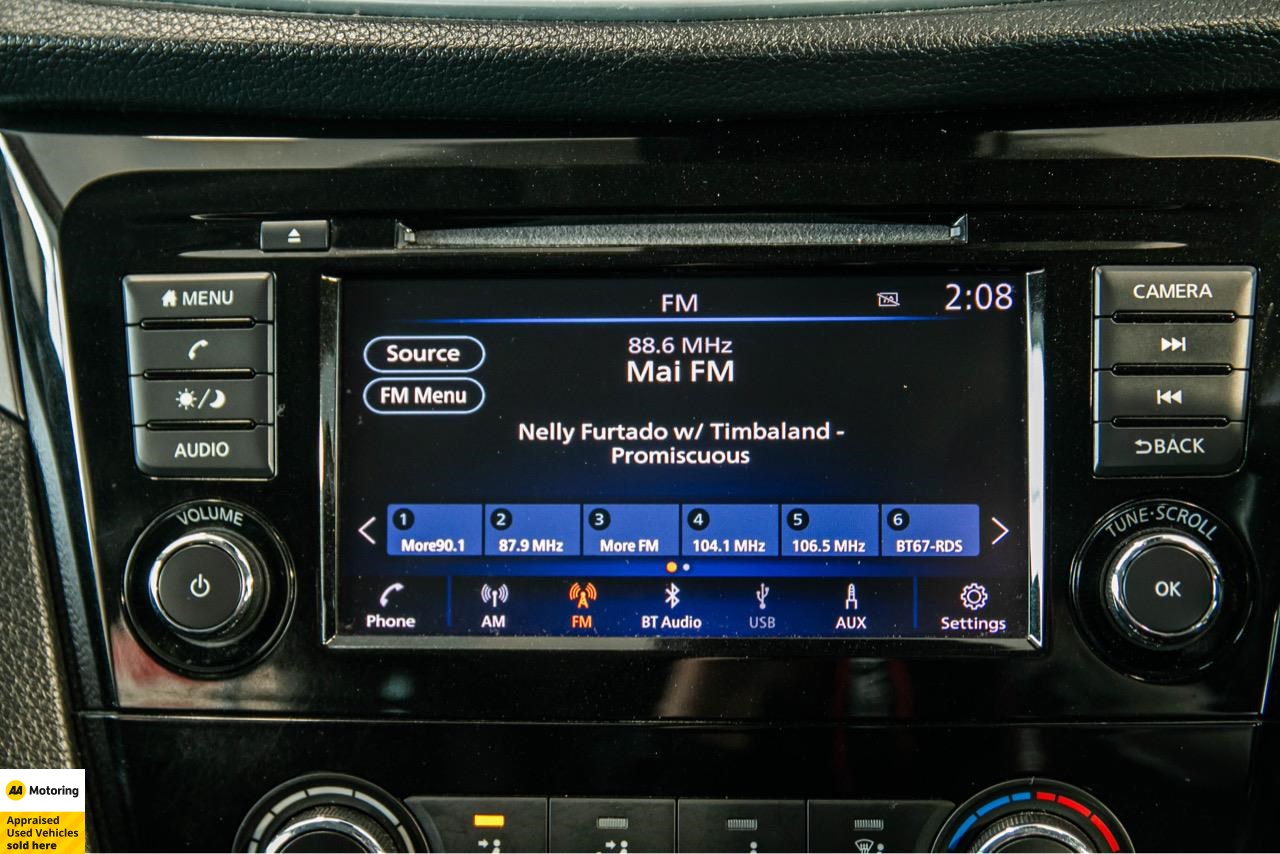 MENU
AUDIO
VOLUME
FM
TA
2:08
Source
88.6 MHz
Mai FM
FM Menu
Nelly Furtado w/ Timbaland -
Promiscuous
1 2 3 4 5 6
More90.1 87.9 MHz More FM 104.1 MHz 106.5 MHz BT67-RDS
Phone AM FM BT Audio USB AUX Settings
CAMERA
BACK
TUNE·SCROLL
OK
AA Motoring
Appraised
Used Vehicles
sold here